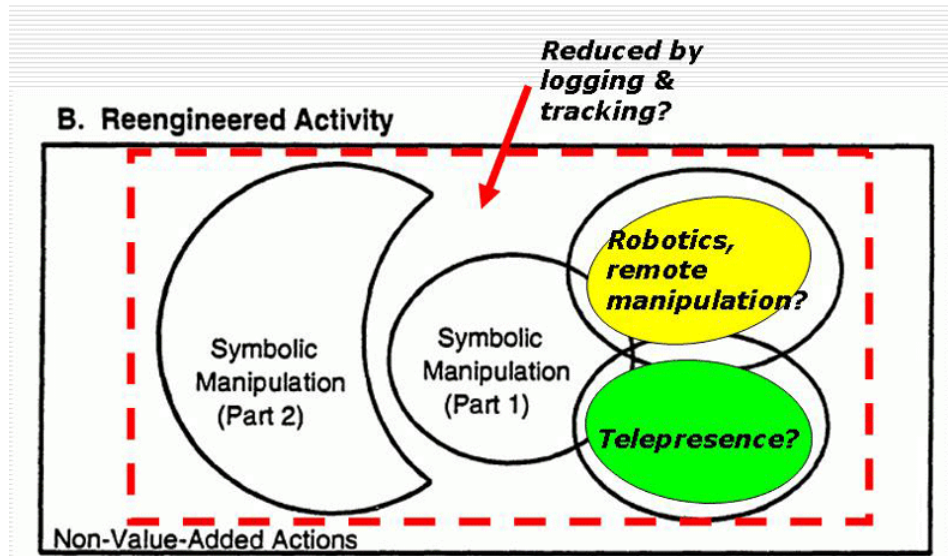 Reduced by
logging &
tracking?
B. Reengineered Activity
Robotics,
remote
manipulation?
Symbolic
Manipulation
(Part 2)
Symbolic
Manipulation
(Part 1)
Telepresence?
Non-Value-Added Actions